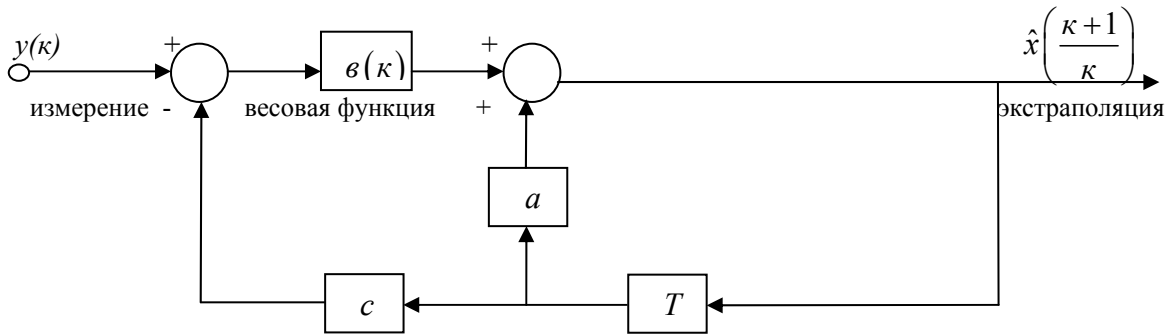 y(к)
+
измерение -
в(к)
весовая функция
+
+
x̂((к+1)/к)
экстраполяция
a
c
T